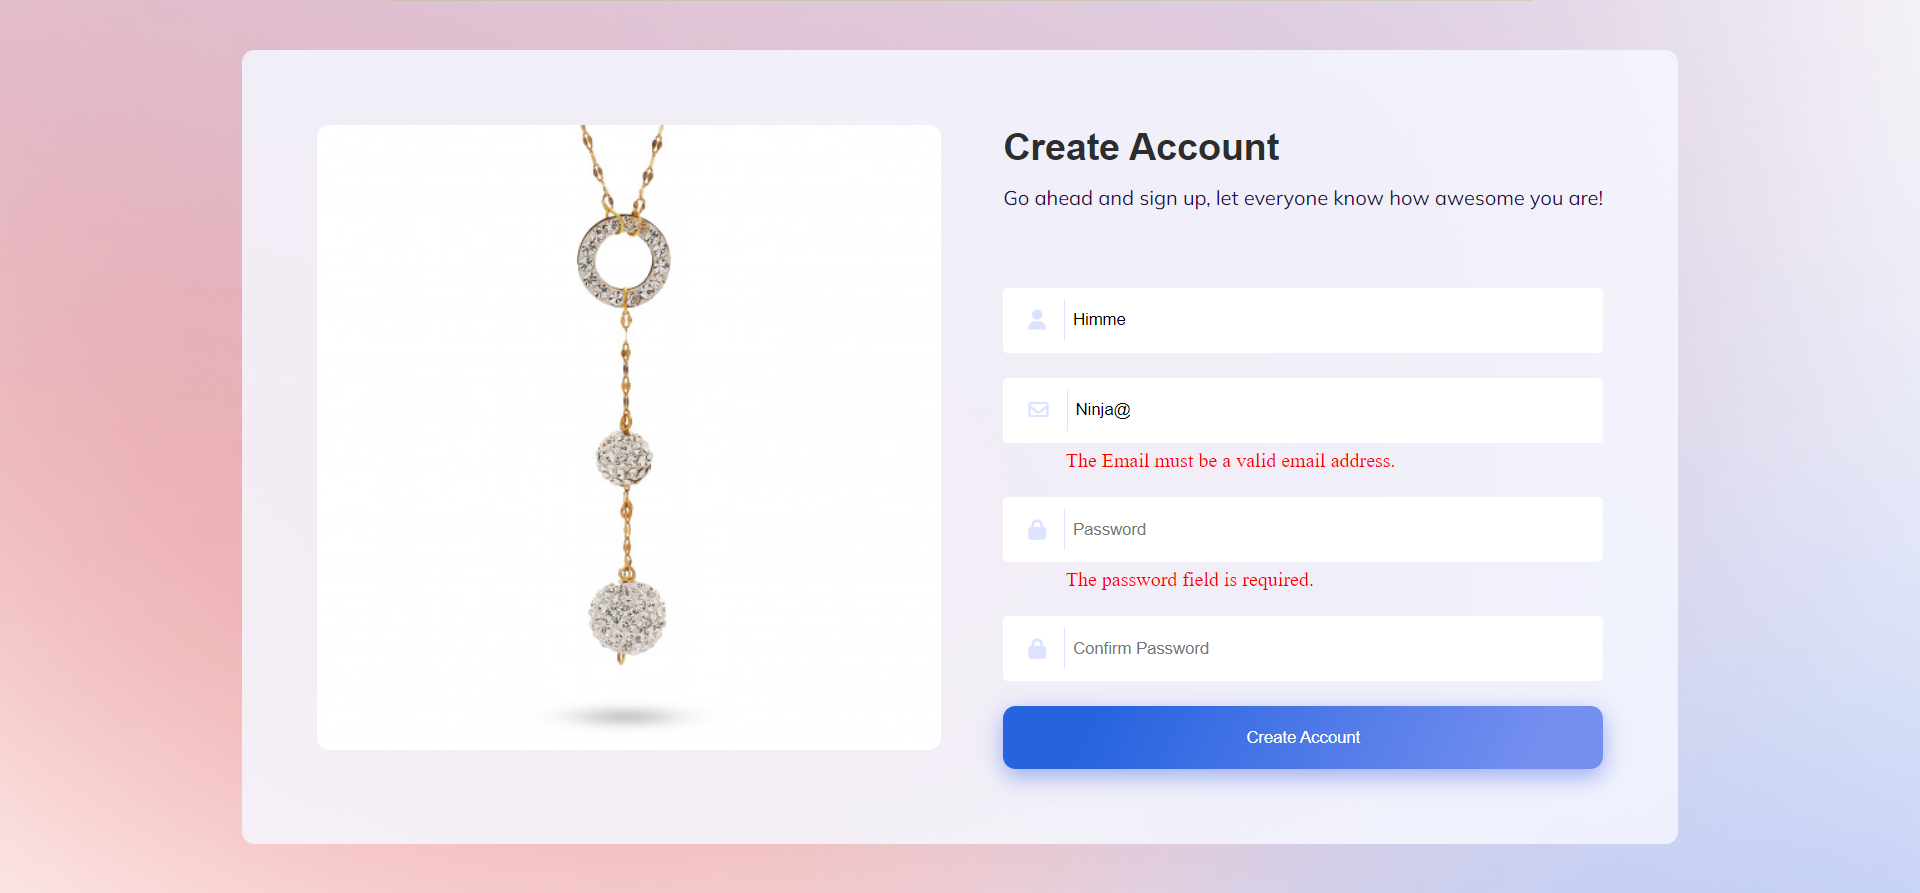 Create Account
Go ahead and sign up, let everyone know how awesome you are!
Himme
Ninja@
The Email must be a valid email address.
Password
The password field is required.
Confirm Password
Create Account